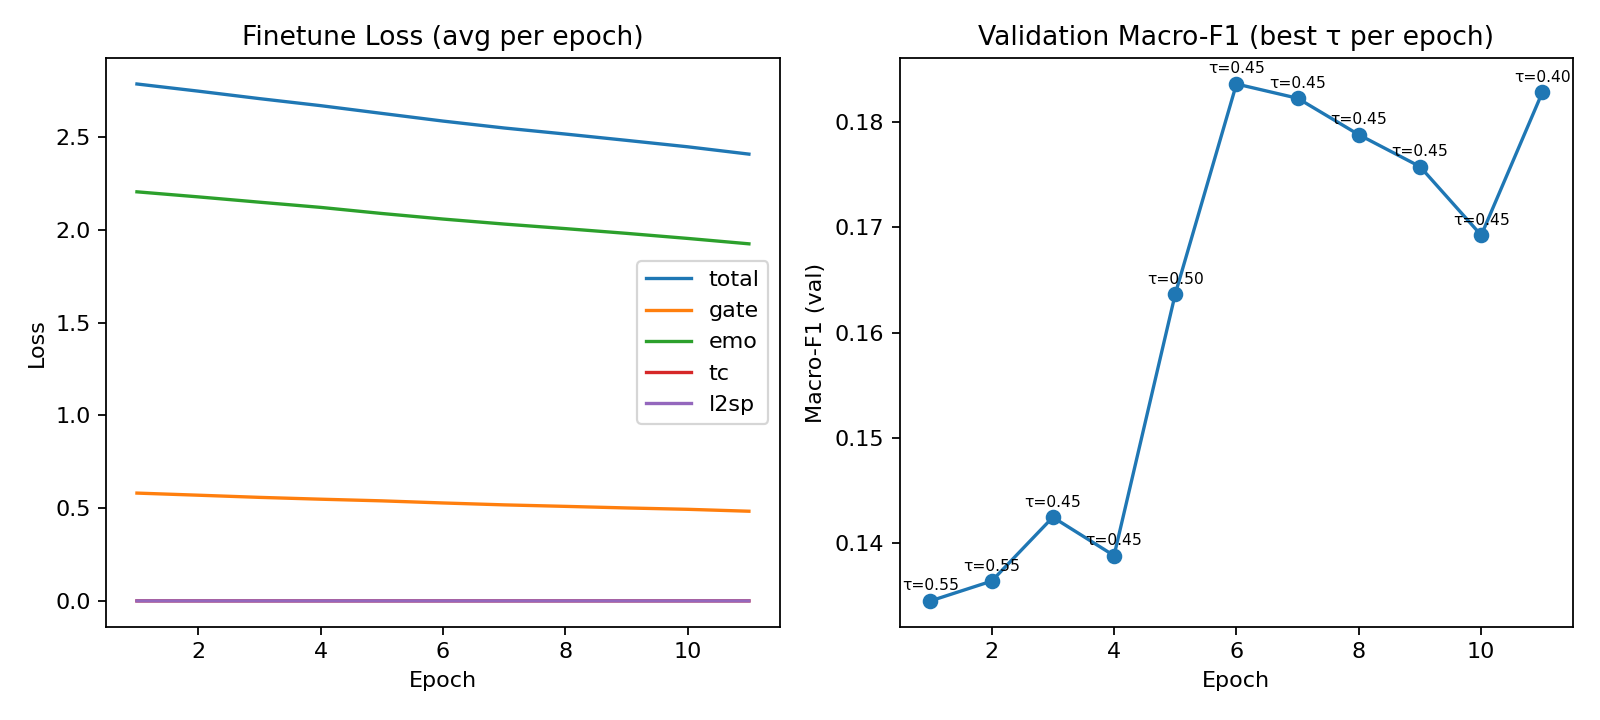 Finetune Loss (avg per epoch)
Loss
2.5
2.0
1.5
1.0
0.5
0.0
2
4
6
8
10
Epoch
total
gate
emo
tc
l2sp
Validation Macro-F1 (best τ per epoch)
Macro-F1 (val)
0.18
0.17
0.16
0.15
0.14
τ=0.55
τ=0.55
τ=0.45
τ=0.45
τ=0.50
τ=0.45
τ=0.45
τ=0.45
τ=0.45
τ=0.45
τ=0.40
2
4
6
8
10
Epoch